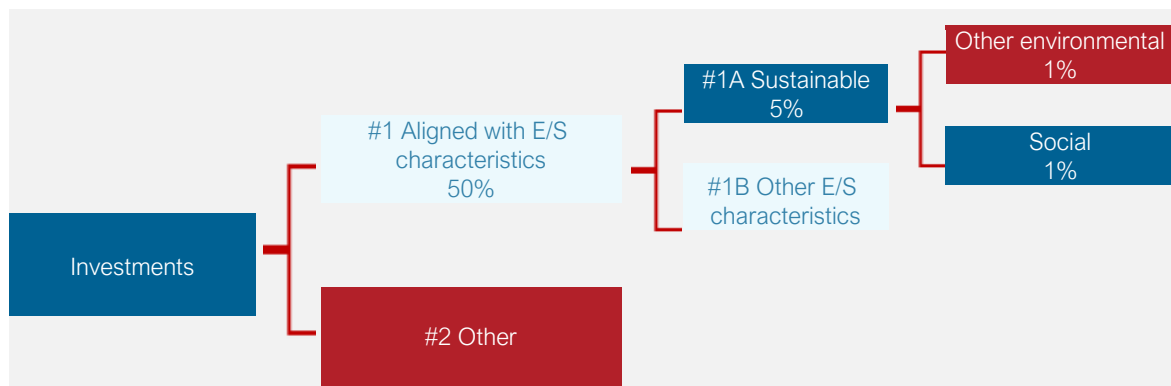 Investments
#1 Aligned with E/S
characteristics
50%
#2 Other
#1A Sustainable
5%
#1B Other E/S
characteristics
Other environmental
1%
Social
1%